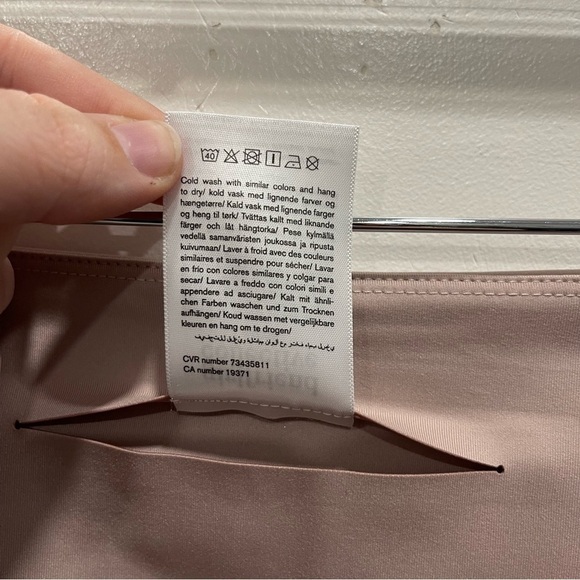 40
Cold wash with similar colors and hang
to dry/ kold vask med lignende farver og
hængetørre/ Kald vask med lignende farger
og heng til tørk/ Tvättas kallt med liknande
färger och låt hängtorka/ Pese kylmällä
vedellä samanväristen joukossa ja ripusta
kuivumaan/ Laver à froid avec des couleurs
similaires et suspendre pour sécher/ Lavar
en frío con colores similares y colgar para
secar/ Lavare a freddo con colori simili e
appendere ad asciugare/ Kalt mit ähnli-
chen Farben waschen und zum Trocknen
aufhängen/ Koud wassen met vergelijkbare
kleuren en hang om te drogen/
CVR number 73435811
CA number 19371